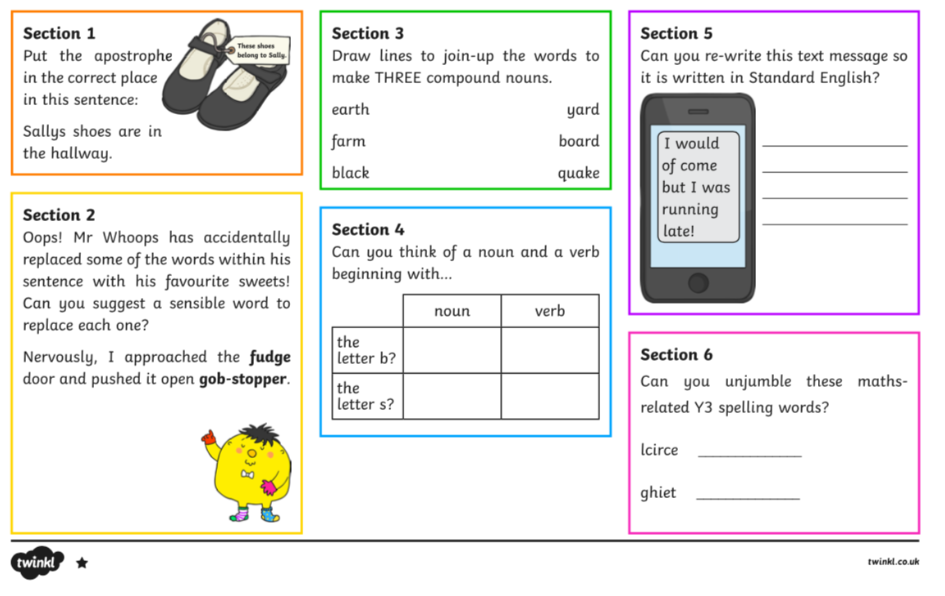 Section 1
Put the apostrophe
in the correct place
in this sentence:
Sallys shoes are in
the hallway.
These shoes
belong to Sally.
Section 2
Oops! Mr Whoops has accidentally
replaced some of the words within his
sentence with his favourite sweets!
Can you suggest a sensible word to
replace each one?
Nervously, I approached the fudge
door and pushed it open gob-stopper.
Section 3
Draw lines to join-up the words to
make THREE compound nouns.
earth yard
farm board
black quake
Section 4
Can you think of a noun and a verb
beginning with...
noun verb
the
letter b?
the
letter s?
Section 5
Can you re-write this text message so
it is written in Standard English?
I would
of come
but I was
running
late!
Section 6
Can you unjumble these maths-
related Y3 spelling words?
lcirce
ghiet
twinkl
twinkl.co.uk